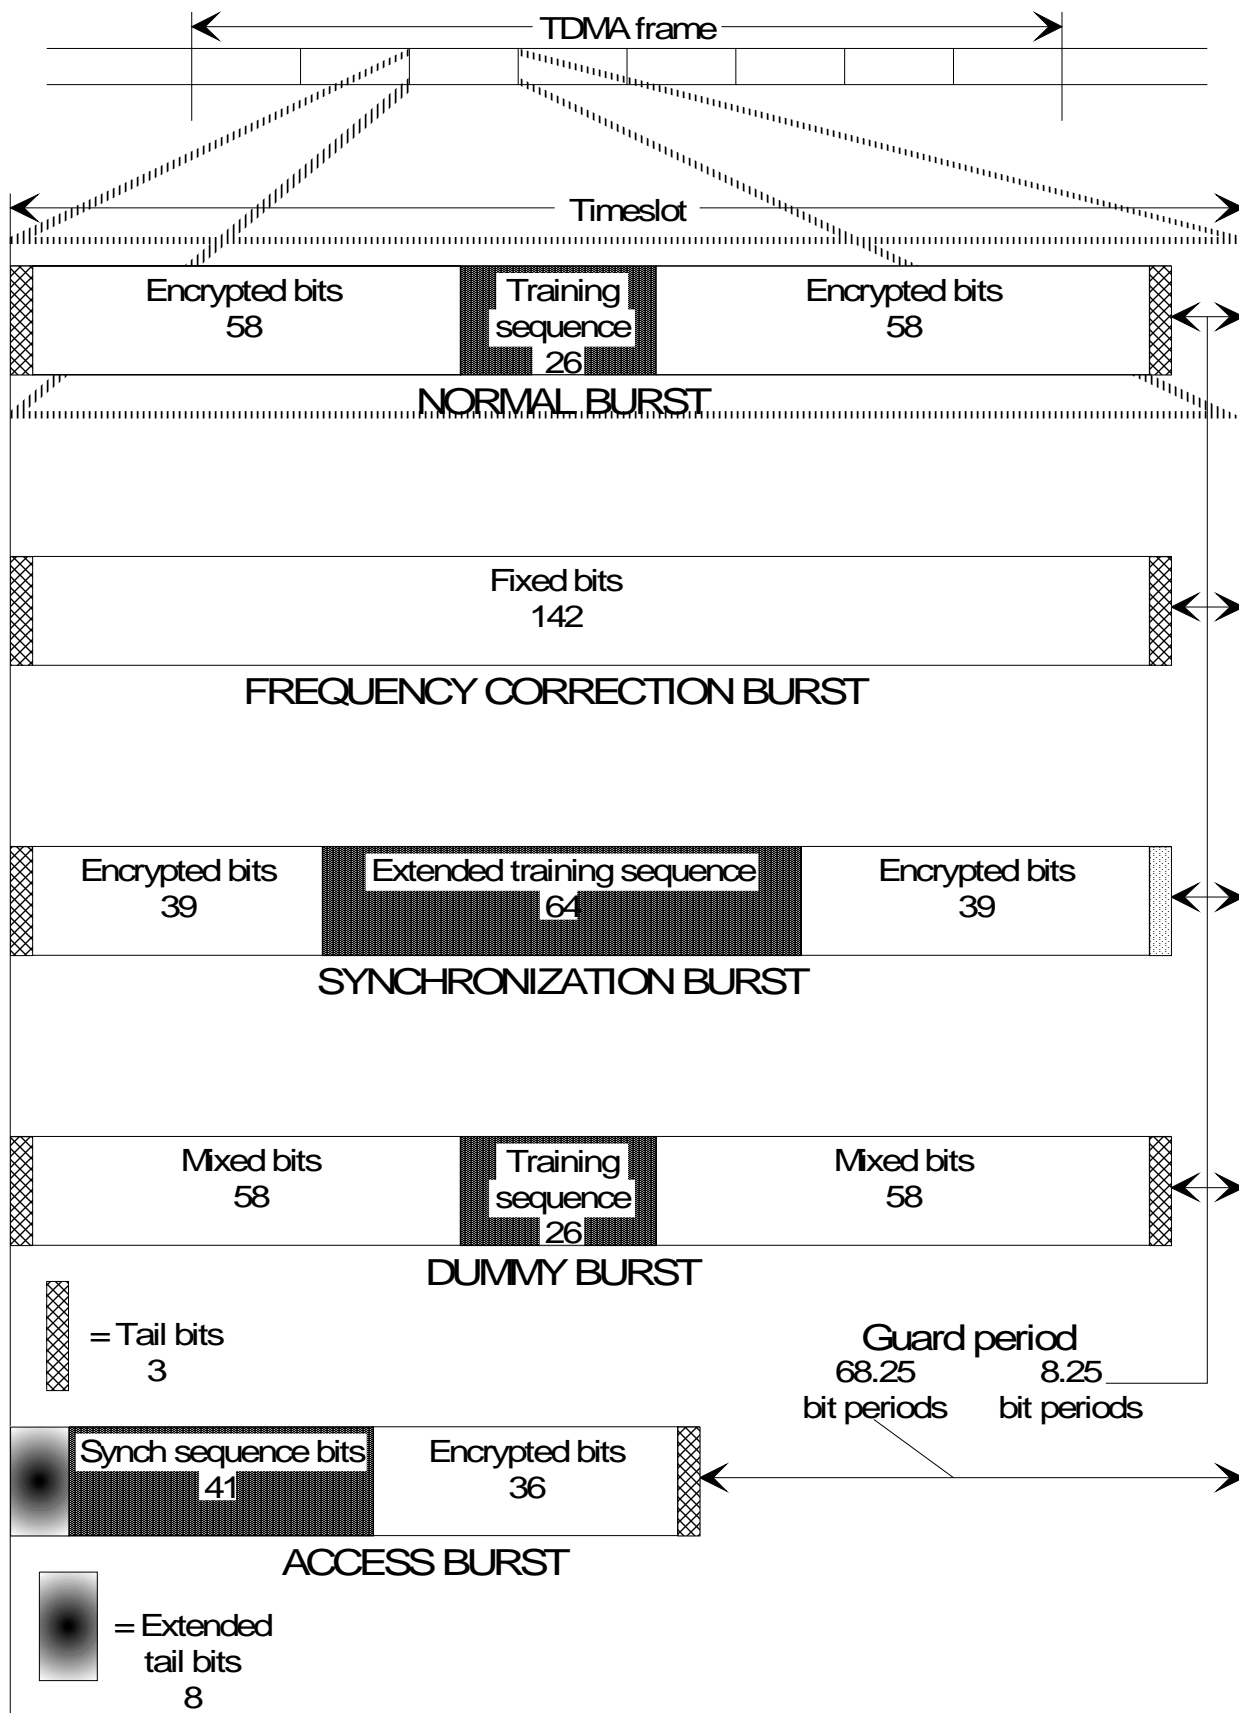 TDMA frame
Timeslot
Encrypted bits
58
Training
sequence
26
Encrypted bits
58
NORMAL BURST
Fixed bits
142
FREQUENCY CORRECTION BURST
Encrypted bits
39
Extended training sequence
64
Encrypted bits
39
SYNCHRONIZATION BURST
Mixed bits
58
Training
sequence
26
Mixed bits
58
DUMMY BURST
= Tail bits
3
Guard period
68.25
bit periods
8.25
bit periods
Synch sequence bits
41
Encrypted bits
36
ACCESS BURST
= Extended
tail bits
8